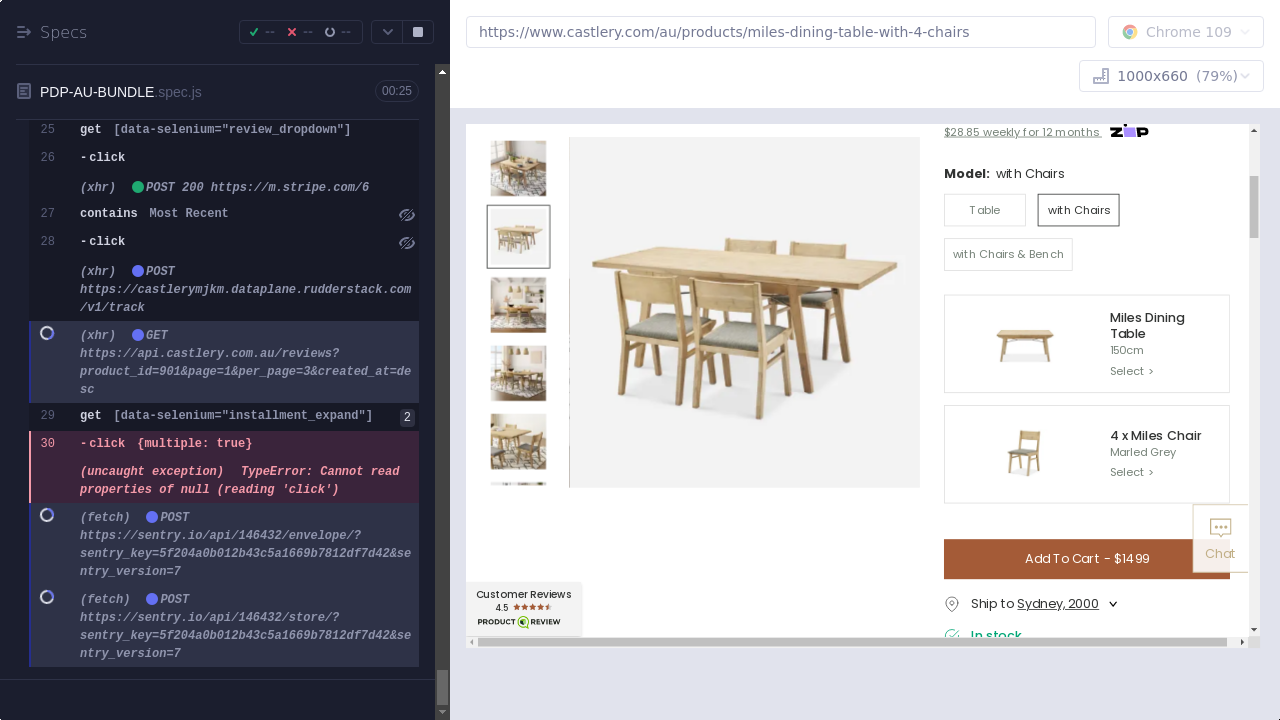 Specs
--
--
--
https://www.castlery.com/au/products/miles-dining-table-with-4-chairs
Chrome 109
1000x660 (79%)
PDP-AU-BUNDLE.spec.js
00:25
25 get [data-selenium="review_dropdown"]
26 -click
(xhr) POST 200 https://m.stripe.com/6
27 contains Most Recent
28 -click
(xhr) POST
https://castlerymjkm.dataplane.rudderstack.com
/v1/track
(xhr) GET
https://api.castlery.com.au/reviews?
product_id=901&page=1&per_page=3&created_at=de
sc
29 get [data-selenium="installment_expand"] 2
30 -click {multiple: true}
(uncaught exception) TypeError: Cannot read
properties of null (reading 'click')
(fetch) POST
https://sentry.io/api/146432/envelope/?
sentry_key=5f204a0b012b43c5a1669b7812df7d42&se
ntry_version=7
(fetch) POST
https://sentry.io/api/146432/store/?
sentry_key=5f204a0b012b43c5a1669b7812df7d42&se
ntry_version=7
$28.85 weekly for 12 months zip
Model: with Chairs
Table
with Chairs
with Chairs & Bench
Miles Dining
Table
150cm
Select >
4 x Miles Chair
Marled Grey
Select >
Chat
Add To Cart - $1499
Ship to Sydney, 2000
In stock
Customer Reviews
4.5
PRODUCT REVIEW